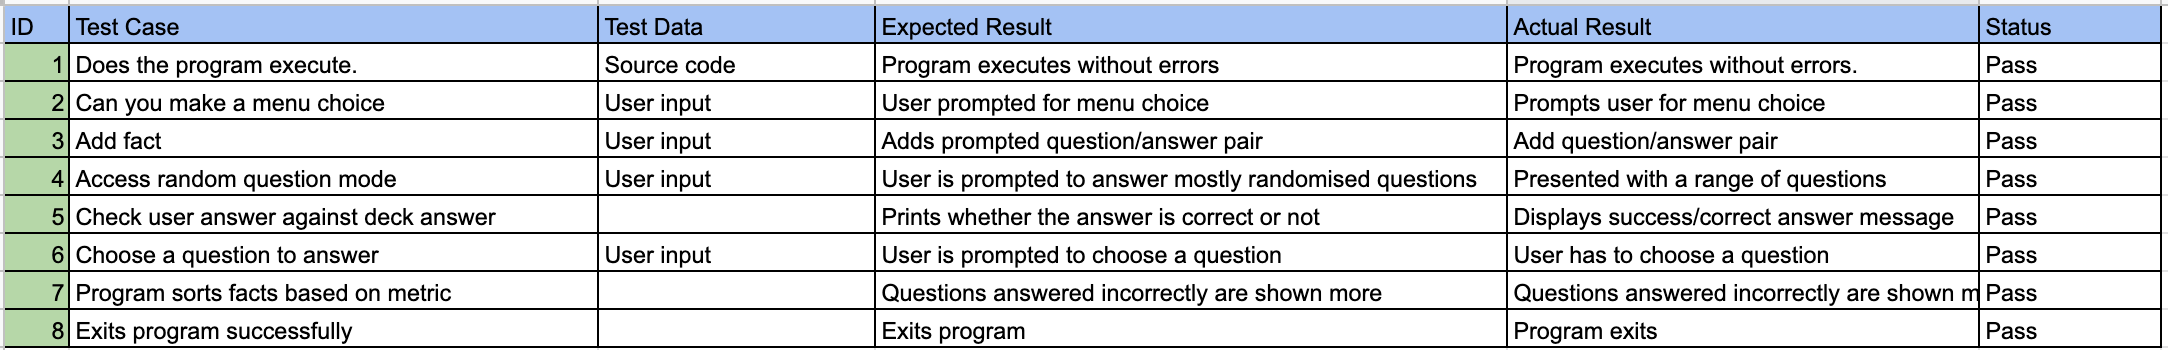 ID Test Case Test Data Expected Result Actual Result Status
1 Does the program execute. Source code Program executes without errors Program executes without errors. Pass
2 Can you make a menu choice User input User prompted for menu choice Prompts user for menu choice Pass
3 Add fact User input Adds prompted question/answer pair Add question/answer pair Pass
4 Access random question mode User input User is prompted to answer mostly randomised questions Presented with a range of questions Pass
5 Check user answer against deck answer Prints whether the answer is correct or not Displays success/correct answer message Pass
6 Choose a question to answer User input User is prompted to choose a question User has to choose a question Pass
7 Program sorts facts based on metric Questions answered incorrectly are shown more Questions answered incorrectly are shown m Pass
8 Exits program successfully Exits program Program exits Pass